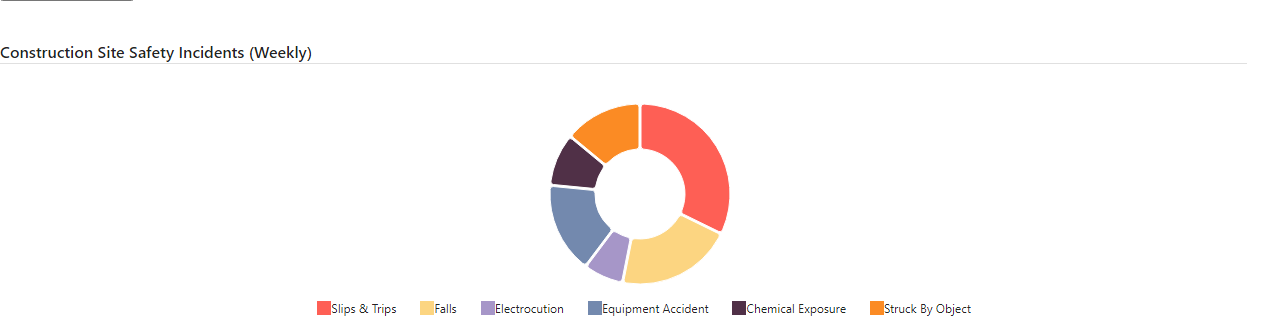 Construction Site Safety Incidents (Weekly)
Slips & Trips Falls Electrocution Equipment Accident Chemical Exposure Struck By Object